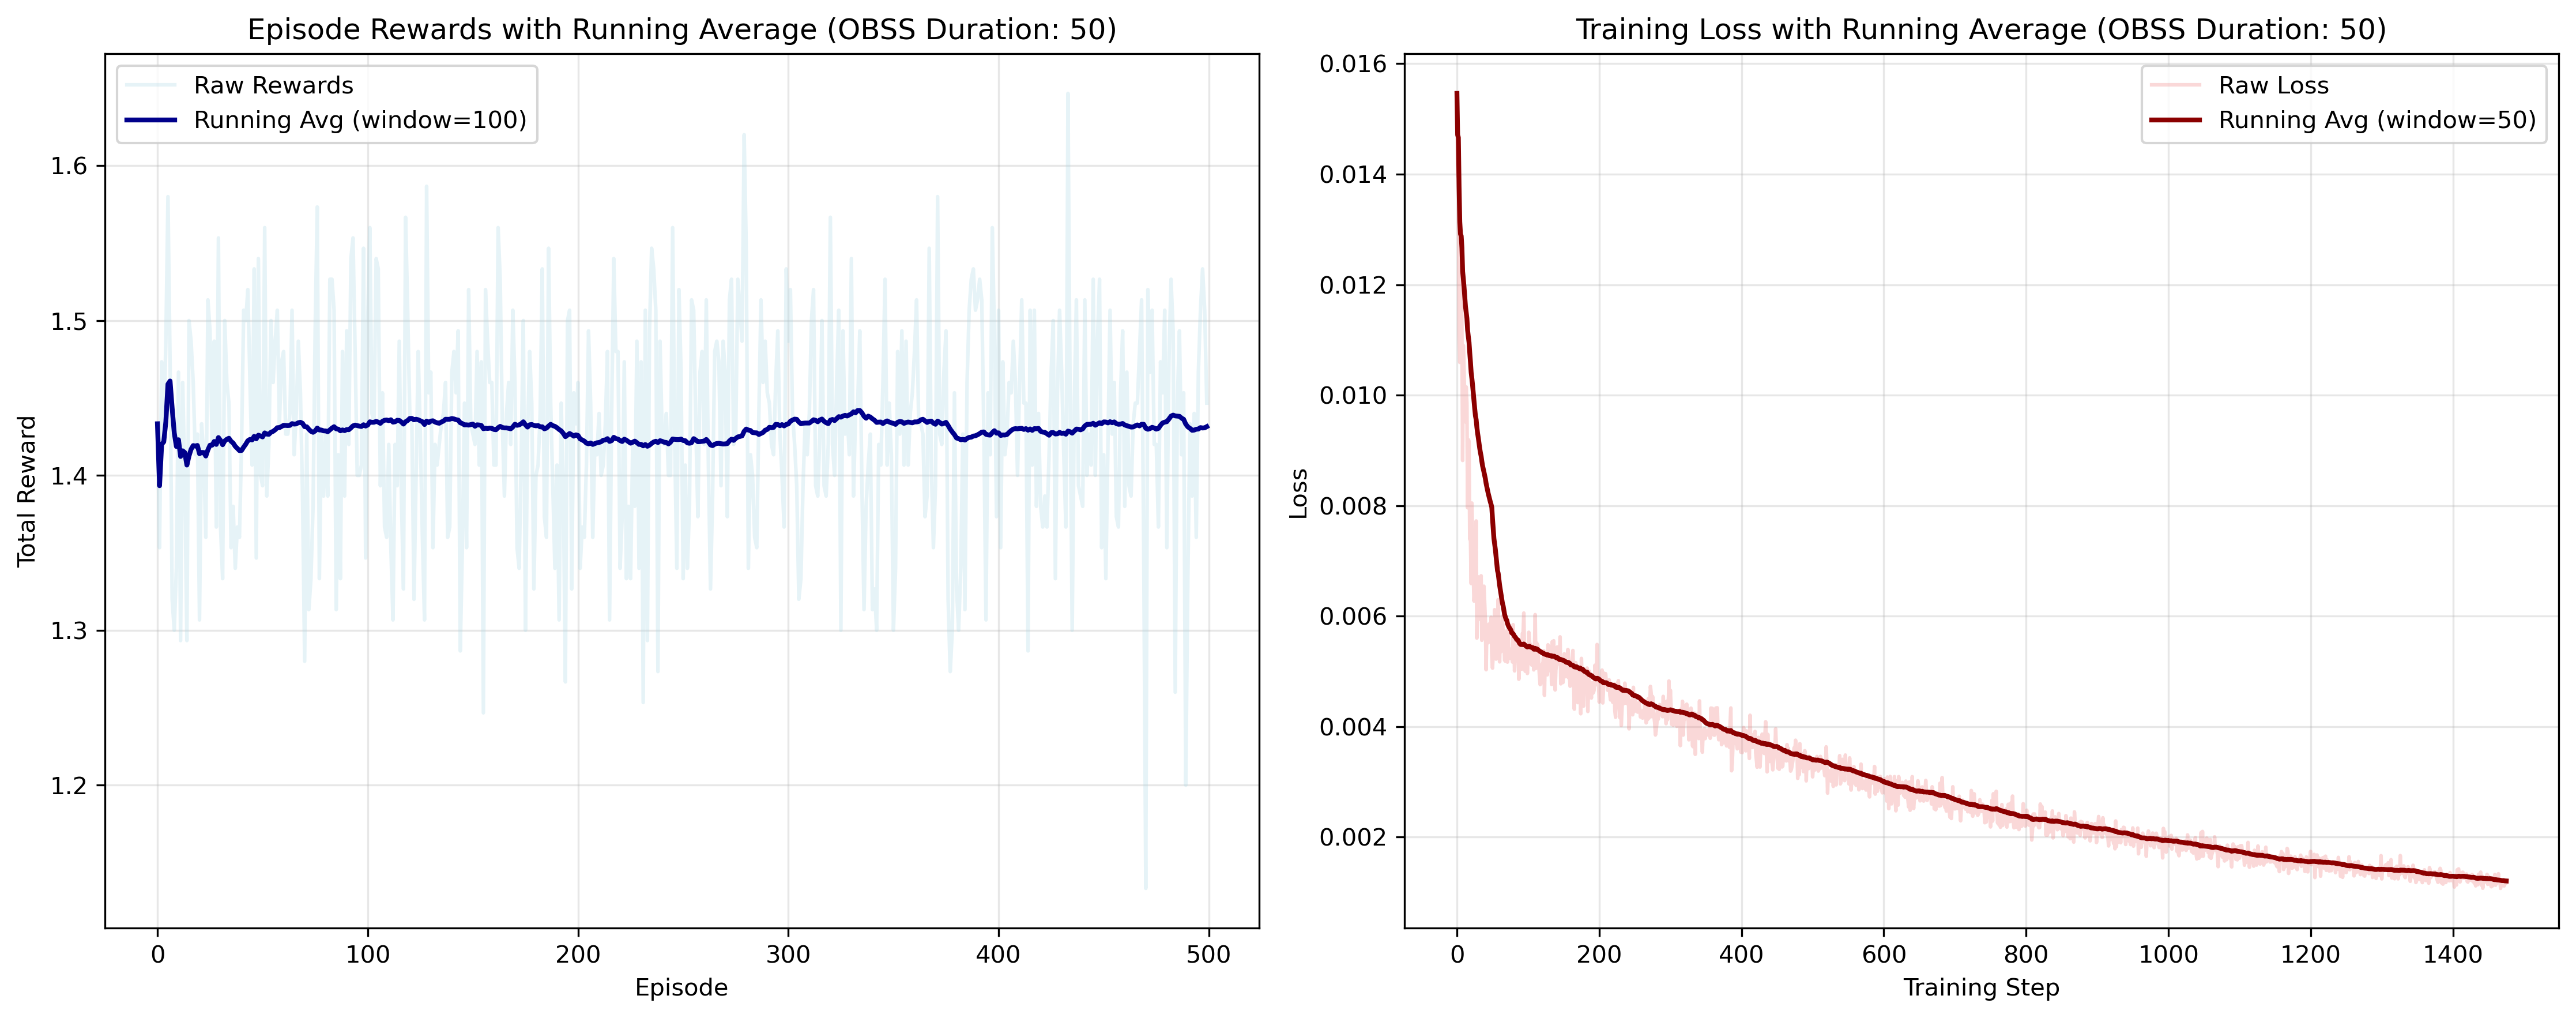 Episode Rewards with Running Average (OBSS Duration: 50)
Raw Rewards
Running Avg (window=100)
Total Reward
1.6
1.5
1.4
1.3
1.2
0
100
200
300
400
500
Episode
Training Loss with Running Average (OBSS Duration: 50)
Raw Loss
Running Avg (window=50)
Loss
0.016
0.014
0.012
0.010
0.008
0.006
0.004
0.002
0
200
400
600
800
1000
1200
1400
Training Step